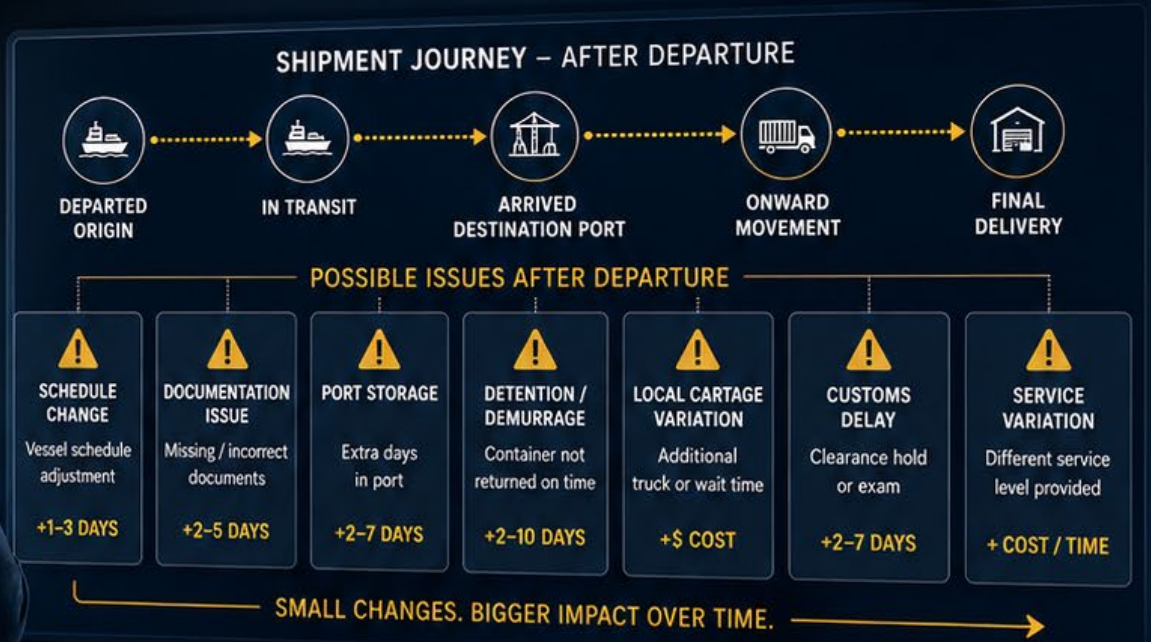 SHIPMENT JOURNEY – AFTER DEPARTURE
DEPARTED
ORIGIN
IN TRANSIT
ARRIVED
DESTINATION PORT
ONWARD
MOVEMENT
FINAL
DELIVERY
POSSIBLE ISSUES AFTER DEPARTURE
SCHEDULE
CHANGE
Vessel schedule
adjustment
+1–3 DAYS
DOCUMENTATION
ISSUE
Missing / incorrect
documents
+2–5 DAYS
PORT STORAGE
Extra days
in port
+2–7 DAYS
DETENTION /
DEMURRAGE
Container not
returned on time
+2–10 DAYS
LOCAL CARTAGE
VARIATION
Additional
truck or wait time
+$ COST
CUSTOMS
DELAY
Clearance hold
or exam
+2–7 DAYS
SERVICE
VARIATION
Different service
level provided
+ COST / TIME
SMALL CHANGES. BIGGER IMPACT OVER TIME.